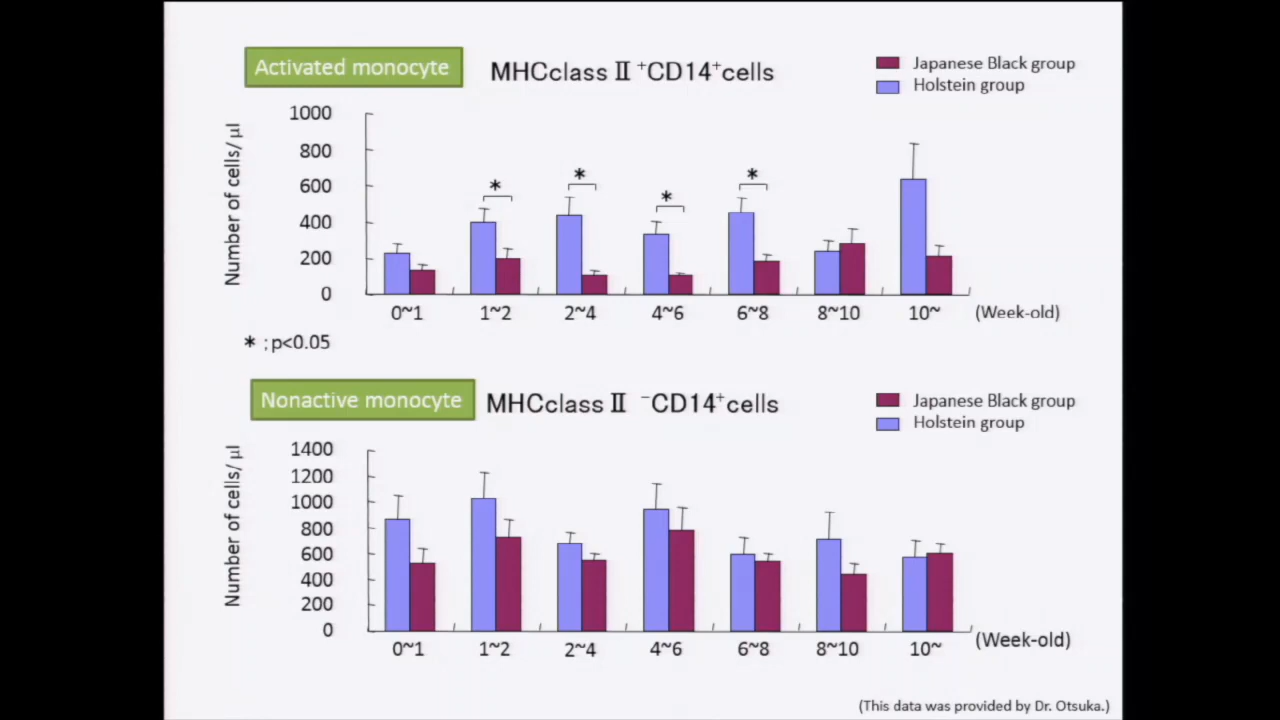 Activated monocyte
MHCclass Ⅱ ⁺CD14⁺cells
Japanese Black group
Holstein group
Number of cells/ μl
1000
800
600
400
200
0
*
*
*
*
0~1
1~2
2~4
4~6
6~8
8~10
10~
(Week-old)
* ; p<0.05
Nonactive monocyte
MHCclass Ⅱ ⁻CD14⁺cells
Japanese Black group
Holstein group
Number of cells/ μl
1400
1200
1000
800
600
400
200
0
0~1
1~2
2~4
4~6
6~8
8~10
10~
(Week-old)
(This data was provided by Dr. Otsuka.)